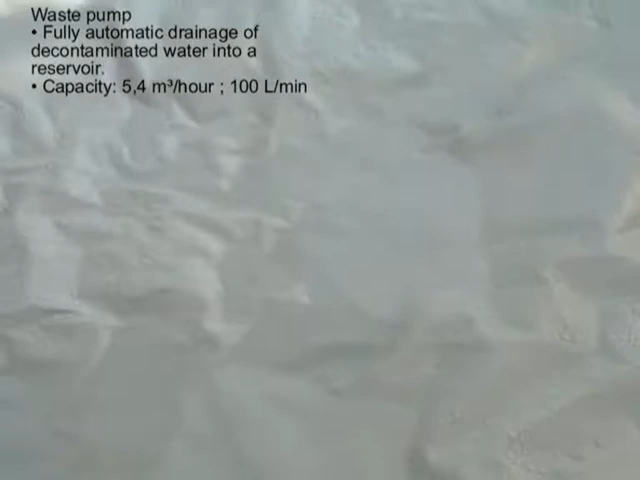 Waste pump
• Fully automatic drainage of
decontaminated water into a
reservoir.
• Capacity: 5,4 m³/hour ; 100 L/min